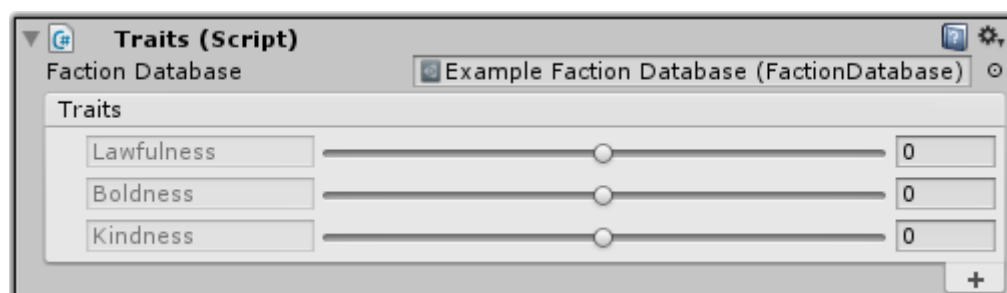 Traits (Script)
Faction Database Example Faction Database (FactionDatabase)
Traits
Lawfulness 0
Boldness 0
Kindness 0
+